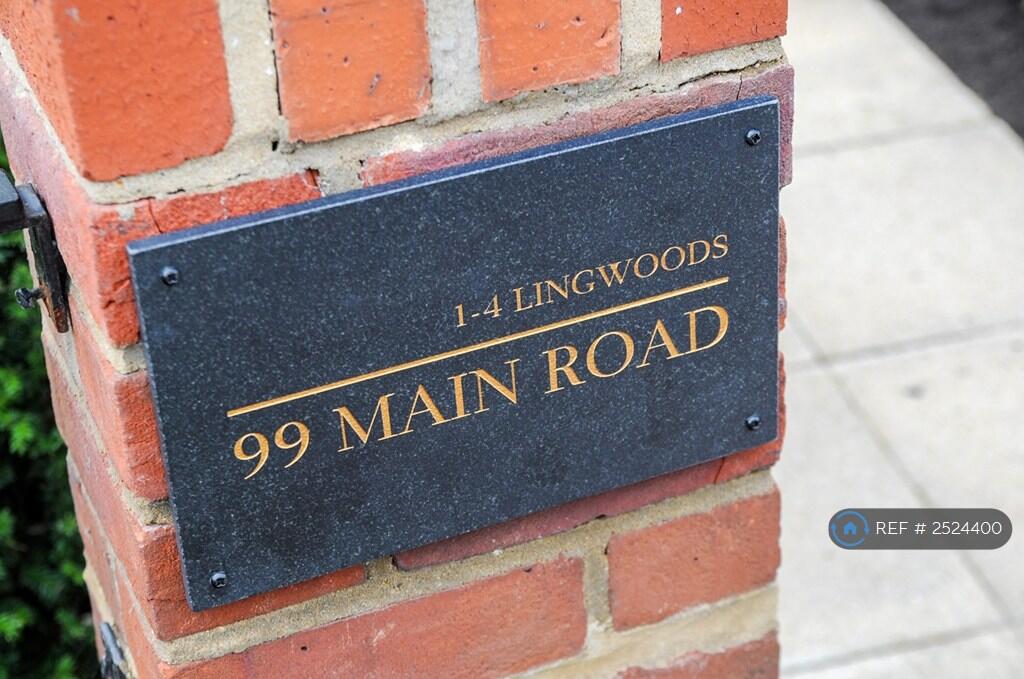 1-4 LINGWOODS
99 MAIN ROAD
REF # 2524400